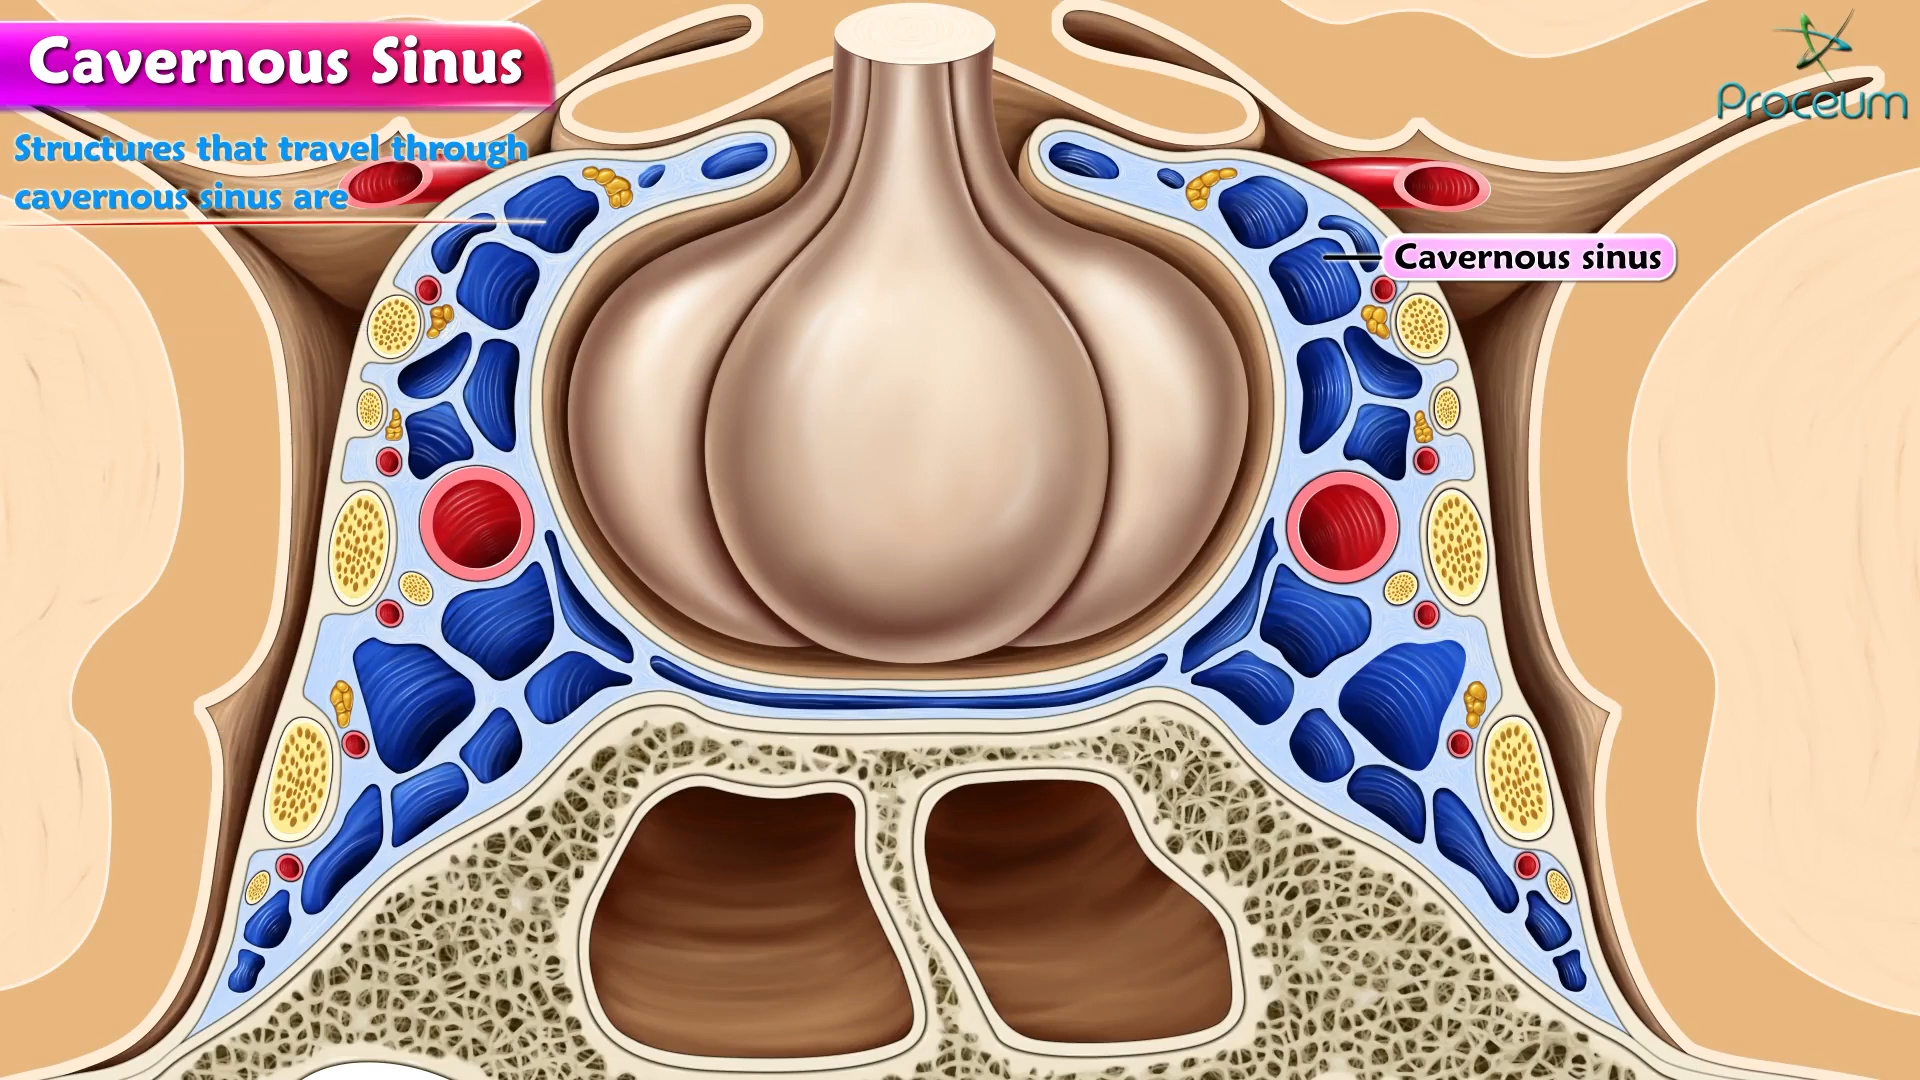 Cavernous Sinus
Proceum
Structures that travel through
cavernous sinus are
Cavernous sinus